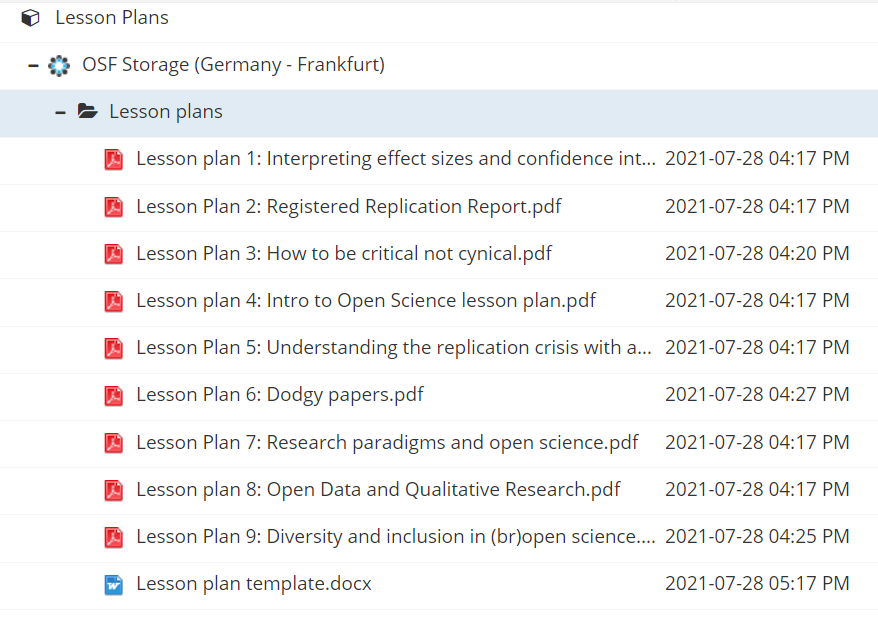 Lesson Plans
OSF Storage (Germany - Frankfurt)
Lesson plans
Lesson plan 1: Interpreting effect sizes and confidence int... 2021-07-28 04:17 PM
Lesson Plan 2: Registered Replication Report.pdf 2021-07-28 04:17 PM
Lesson Plan 3: How to be critical not cynical.pdf 2021-07-28 04:20 PM
Lesson plan 4: Intro to Open Science lesson plan.pdf 2021-07-28 04:17 PM
Lesson Plan 5: Understanding the replication crisis with a... 2021-07-28 04:17 PM
Lesson Plan 6: Dodgy papers.pdf 2021-07-28 04:27 PM
Lesson Plan 7: Research paradigms and open science.pdf 2021-07-28 04:17 PM
Lesson plan 8: Open Data and Qualitative Research.pdf 2021-07-28 04:17 PM
Lesson Plan 9: Diversity and inclusion in (br)open science.... 2021-07-28 04:25 PM
Lesson plan template.docx 2021-07-28 05:17 PM